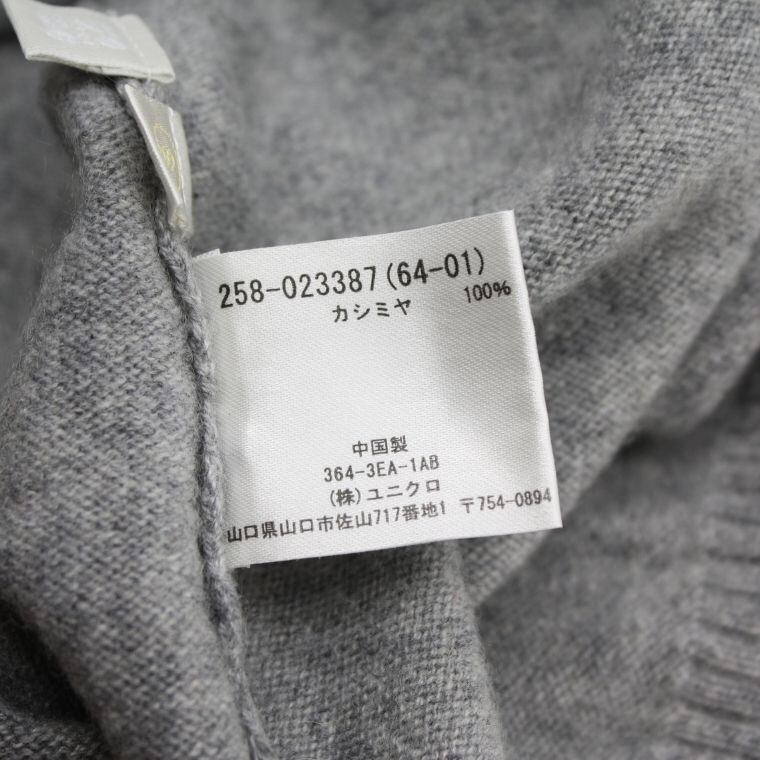 258-023387(64-01)
カシミヤ 100%
中国製
364-3EA-1AB
(株)ユニクロ
山口県山口市佐山717番地1 〒754-0894